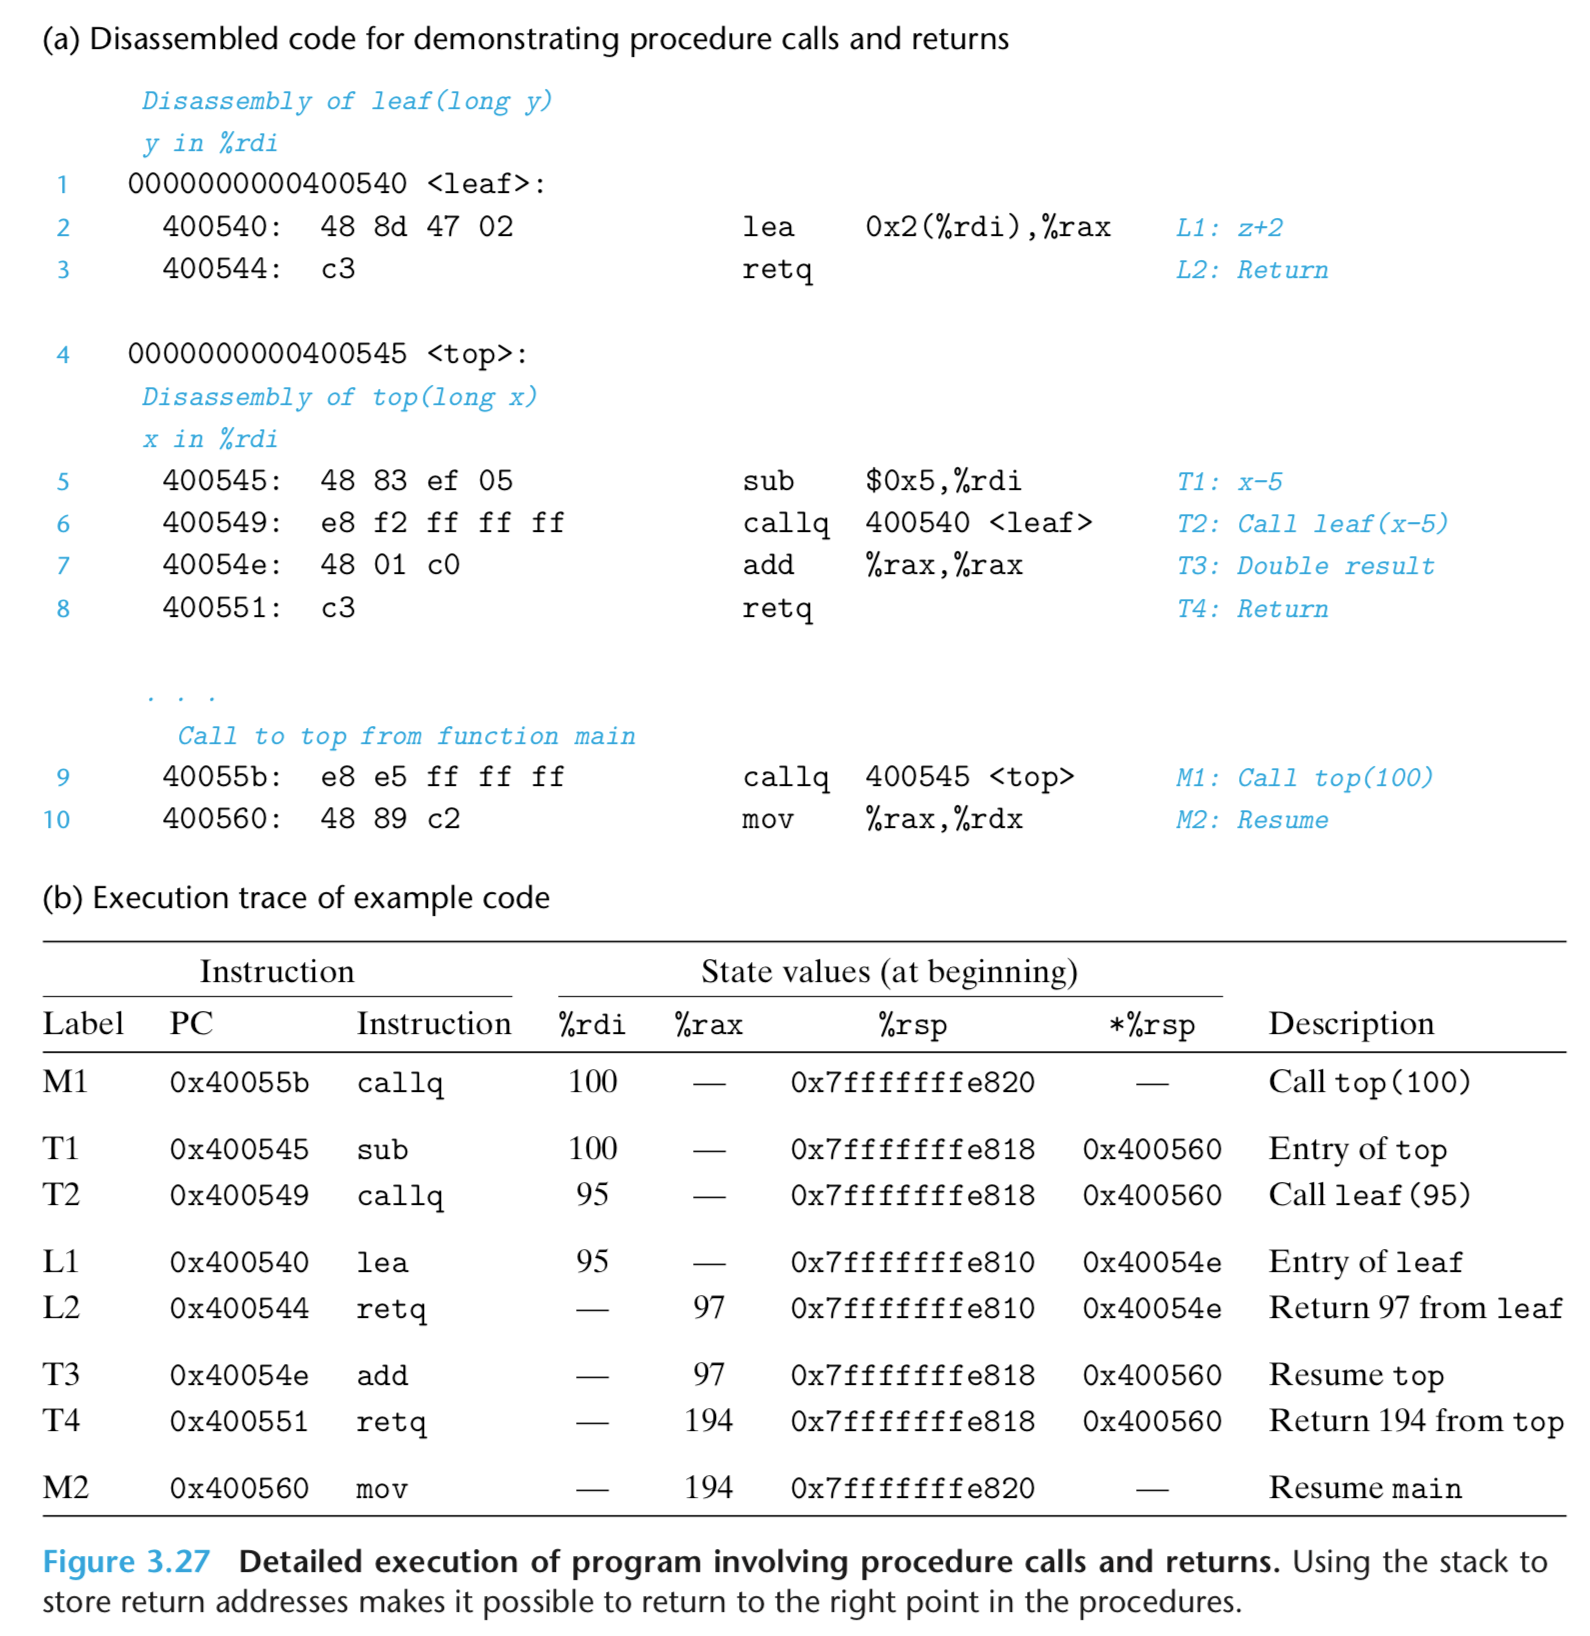 (a) Disassembled code for demonstrating procedure calls and returns
Disassembly of leaf(long y)
y in %rdi
1 0000000000400540 <leaf>:
2 400540: 48 8d 47 02 lea 0x2(%rdi),%rax L1: z+2
3 400544: c3 retq L2: Return
4 0000000000400545 <top>:
Disassembly of top(long x)
x in %rdi
5 400545: 48 83 ef 05 sub $0x5,%rdi T1: x-5
6 400549: e8 f2 ff ff ff callq 400540 <leaf> T2: Call leaf(x-5)
7 40054e: 48 01 c0 add %rax,%rax T3: Double result
8 400551: c3 retq T4: Return
. . .
Call to top from function main
9 40055b: e8 e5 ff ff ff callq 400545 <top> M1: Call top(100)
10 400560: 48 89 c2 mov %rax,%rdx M2: Resume
(b) Execution trace of example code
Instruction State values (at beginning)
Label PC Instruction %rdi %rax %rsp *%rsp Description
M1 0x40055b callq 100 — 0x7fffffffe820 — Call top(100)
T1 0x400545 sub 100 — 0x7fffffffe818 0x400560 Entry of top
T2 0x400549 callq 95 — 0x7fffffffe818 0x400560 Call leaf(95)
L1 0x400540 lea 95 — 0x7fffffffe810 0x40054e Entry of leaf
L2 0x400544 retq — 97 0x7fffffffe810 0x40054e Return 97 from leaf
T3 0x40054e add — 97 0x7fffffffe818 0x400560 Resume top
T4 0x400551 retq — 194 0x7fffffffe818 0x400560 Return 194 from top
M2 0x400560 mov — 194 0x7fffffffe820 — Resume main
Figure 3.27 Detailed execution of program involving procedure calls and returns. Using the stack to
store return addresses makes it possible to return to the right point in the procedures.